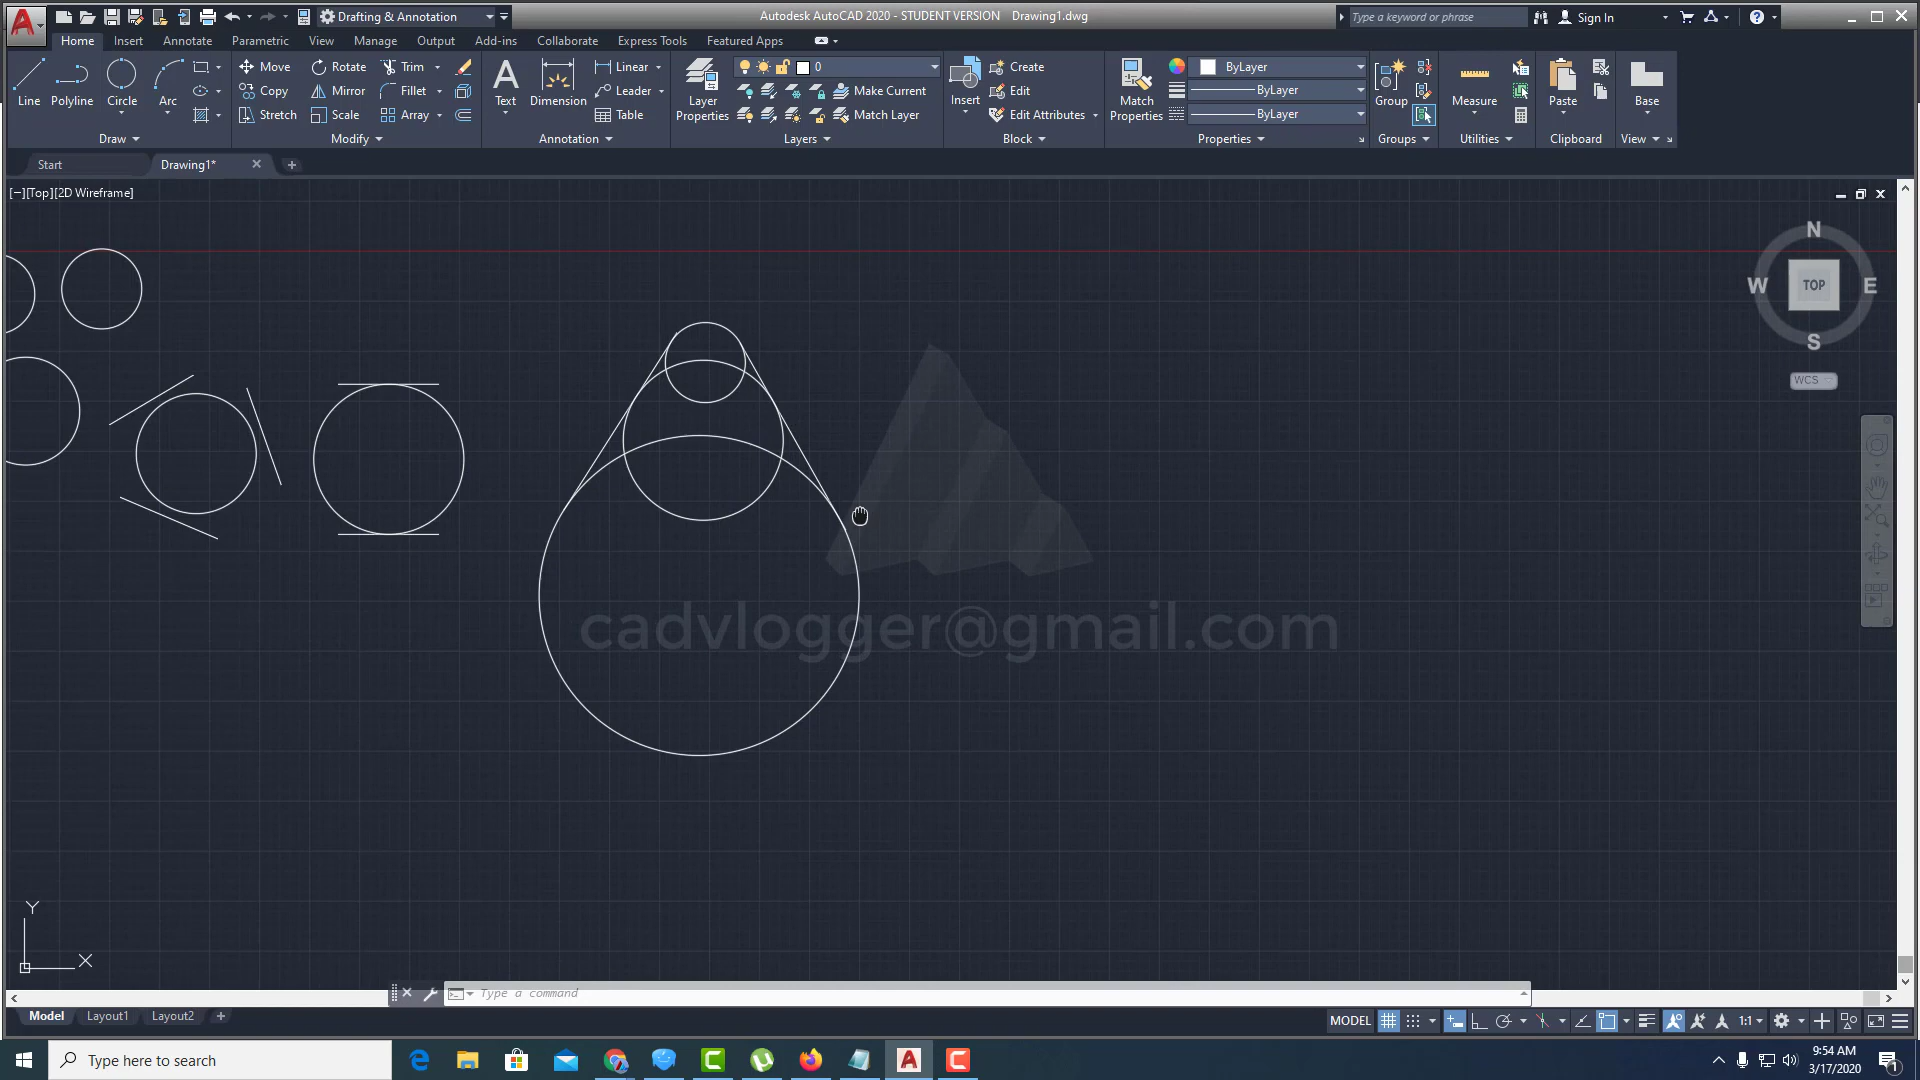 Drafting & Annotation
Autodesk AutoCAD 2020 - STUDENT VERSION Drawing1.dwg
Type a keyword or phrase
Sign In
Home Insert Annotate Parametric View Manage Output Add-ins Collaborate Express Tools Featured Apps
Line Polyline Circle Arc
Move Rotate Trim
Copy Mirror Fillet
Stretch Scale Array
Text Dimension
Linear
Leader
Table
Layer Properties
0
Make Current
Match Layer
Insert
Create
Edit
Edit Attributes
Match Properties
ByLayer
ByLayer
ByLayer
Group
Measure
Paste
Base
Draw Modify Annotation Layers Block Properties Groups Utilities Clipboard View
Start Drawing1*
[−][Top][2D Wireframe]
N
W TOP E
S
WCS
cadvlogger@gmail.com
Y
X
Type a command
Model Layout1 Layout2
MODEL 1:1
Type here to search
9:54 AM
3/17/2020
1